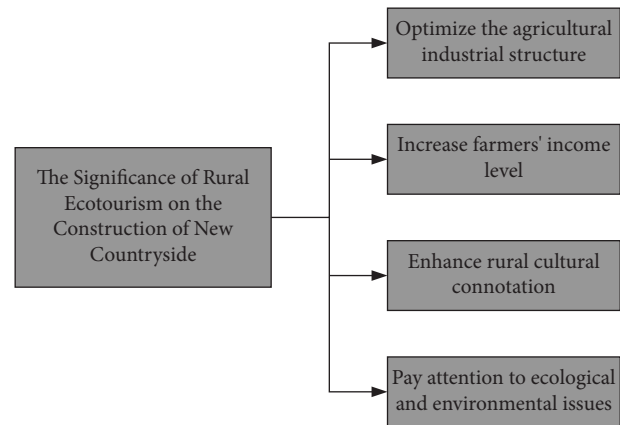 The Significance of Rural
Ecotourism on the
Construction of New
Countryside
Optimize the agricultural
industrial structure
Increase farmers' income
level
Enhance rural cultural
connotation
Pay attention to ecological
and environmental issues